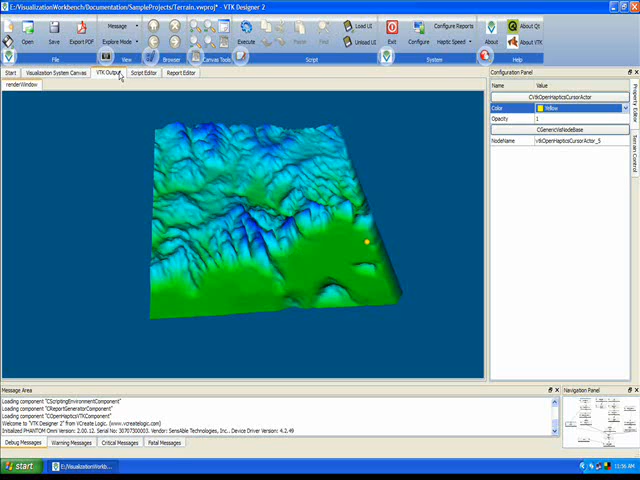 E:/VisualizationWorkbench/Documentation/SampleProjects/Terrain.vwproj* - VTK Designer 2
Open Save Export PDF Message Explore Mode Execute Load UI Unload UI Exit Configure Configure Reports Haptic Speed About About Qt About VTK
File View Browser Canvas Tools Script System Help
Start Visualization System Canvas VTK Output Script Editor Report Editor
renderWindow
Configuration Panel
Name Value
CVtkOpenHapticsCursorActor
Color Yellow
Opacity 1
CGenericVisNodeBase
NodeName vtkOpenHapticsCursorActor_5
Property Editor
Terrain Control
Message Area
Loading component "CScriptingEnvironmentComponent"
Loading component "CReportGeneratorComponent"
Loading component "COpenHapticsVTKComponent"
Welcome to "VTK Designer 2" from VCreate Logic. (www.vcreatelogic.com)
Initialized PHANTOM Omni Version: 2.00.12. Serial No: 30707300003. Vendor: SensAble Technologies, Inc.. Device Driver Version: 4.2.49
Debug Messages Warning Messages Critical Messages Fatal Messages
Navigation Panel
start E:/VisualizationWorkb... 11:36 AM